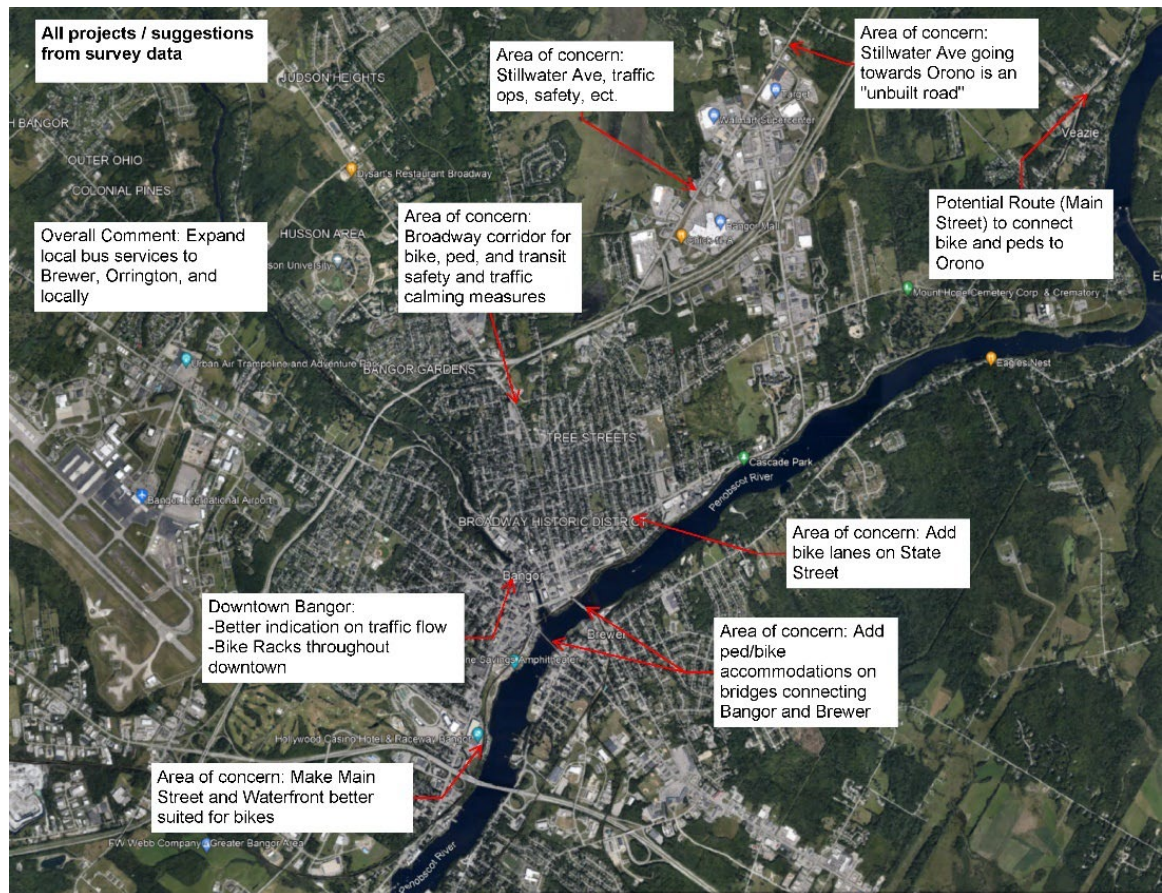 All projects / suggestions
from survey data
Area of concern:
Stillwater Ave, traffic
ops, safety, ect.
Area of concern:
Stillwater Ave going
towards Orono is an
"unbuilt road"
JUDSON HEIGHTS
Target
Walmart Supercenter
H BANGOR
Veazie
OUTER OHIO
Dysart's Restaurant Broadway
COLONIAL PINES
Potential Route (Main
Street) to connect
bike and peds to
Orono
Area of concern:
Broadway corridor for
bike, ped, and transit
safety and traffic
calming measures
Bangor Mall
Overall Comment: Expand
local bus services to
Brewer, Orrington, and
locally
HUSSON AREA
son University
Mount Hope Cemetery Corp. & Crematory
Urban Air Trampoline and Adventure Park
BANGOR GARDENS
Eagles Nest
TREE STREETS
Cascade Park
Penobscot River
Bangor International Airport
BROADWAY HISTORIC DISTRICT
Area of concern: Add
bike lanes on State
Street
Bangor
Downtown Bangor:
-Better indication on traffic flow
-Bike Racks throughout
downtown
Brewer
Area of concern: Add
ped/bike
accommodations on
bridges connecting
Bangor and Brewer
ne Savings Amphitheater
Hollywood Casino Hotel & Raceway Bangor
Area of concern: Make Main
Street and Waterfront better
suited for bikes
FW Webb Company - Greater Bangor Area
Penobscot River